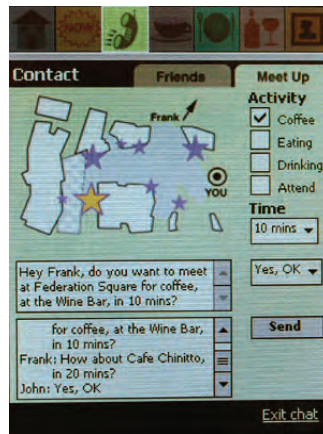 NOW
Contact
Friends
Meet Up
Activity
Coffee
Eating
Drinking
Attend
Frank
YOU
Time
10 mins
Hey Frank, do you want to meet
at Federation Square for coffee,
at the Wine Bar, in 10 mins?
Yes, OK
for coffee, at the Wine Bar,
in 10 mins?
Frank: How about Cafe Chinitto,
in 20 mins?
John: Yes, OK
Send
Exit chat